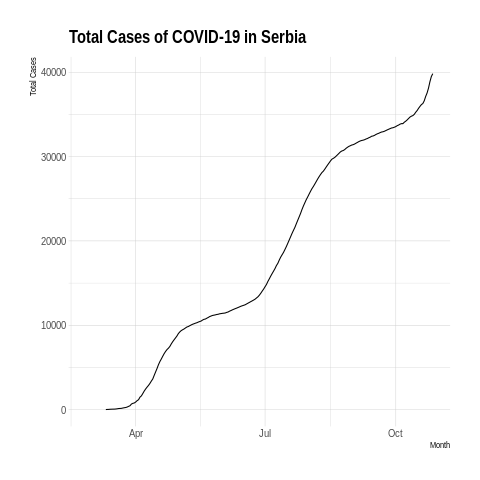 Total Cases of COVID-19 in Serbia
Total Cases
40000
30000
20000
10000
0
Apr
Jul
Oct
Month